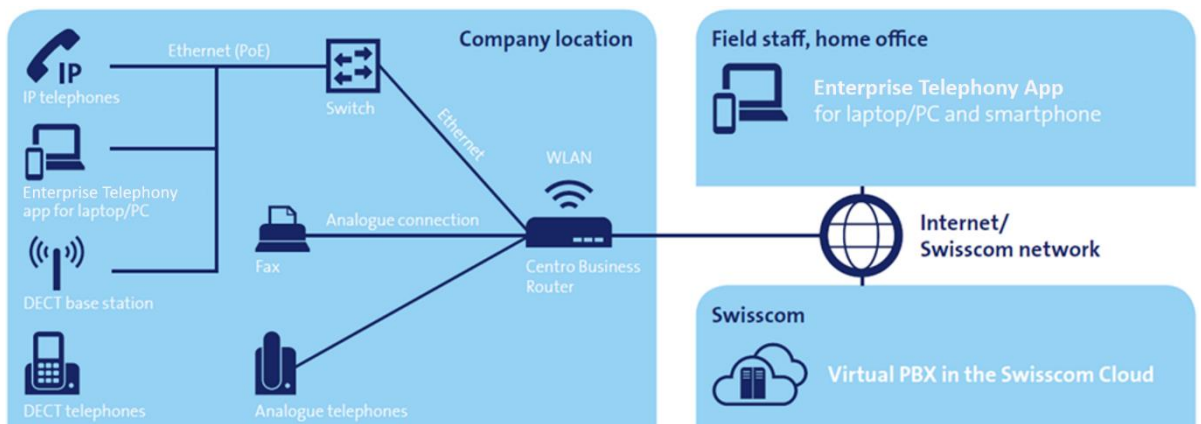 Company location
IP
IP telephones
Ethernet (PoE)
Switch
Ethernet
Enterprise Telephony
app for laptop/PC
WLAN
Analogue connection
Fax
Centro Business
Router
DECT base station
DECT telephones
Analogue telephones
Field staff, home office
Enterprise Telephony App
for laptop/PC and smartphone
Internet/
Swisscom network
Swisscom
Virtual PBX in the Swisscom Cloud